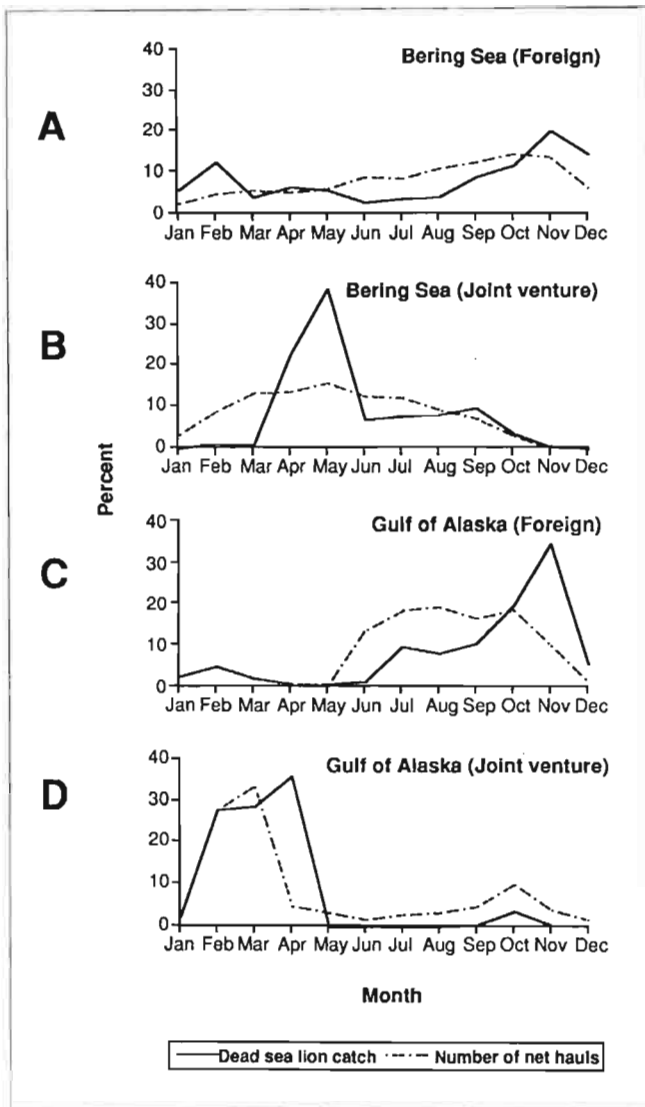 A
Bering Sea (Foreign)
40
30
20
10
0
Jan Feb Mar Apr May Jun Jul Aug Sep Oct Nov Dec
B
Bering Sea (Joint venture)
40
30
20
10
0
Jan Feb Mar Apr May Jun Jul Aug Sep Oct Nov Dec
Percent
C
Gulf of Alaska (Foreign)
40
30
20
10
0
Jan Feb Mar Apr May Jun Jul Aug Sep Oct Nov Dec
D
Gulf of Alaska (Joint venture)
40
30
20
10
0
Jan Feb Mar Apr May Jun Jul Aug Sep Oct Nov Dec
Month
Dead sea lion catch Number of net hauls